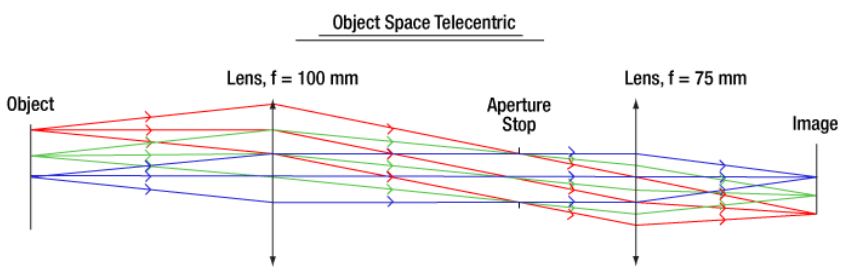 Object Space Telecentric
Lens, f = 100 mm
Lens, f = 75 mm
Object
Aperture
Stop
Image